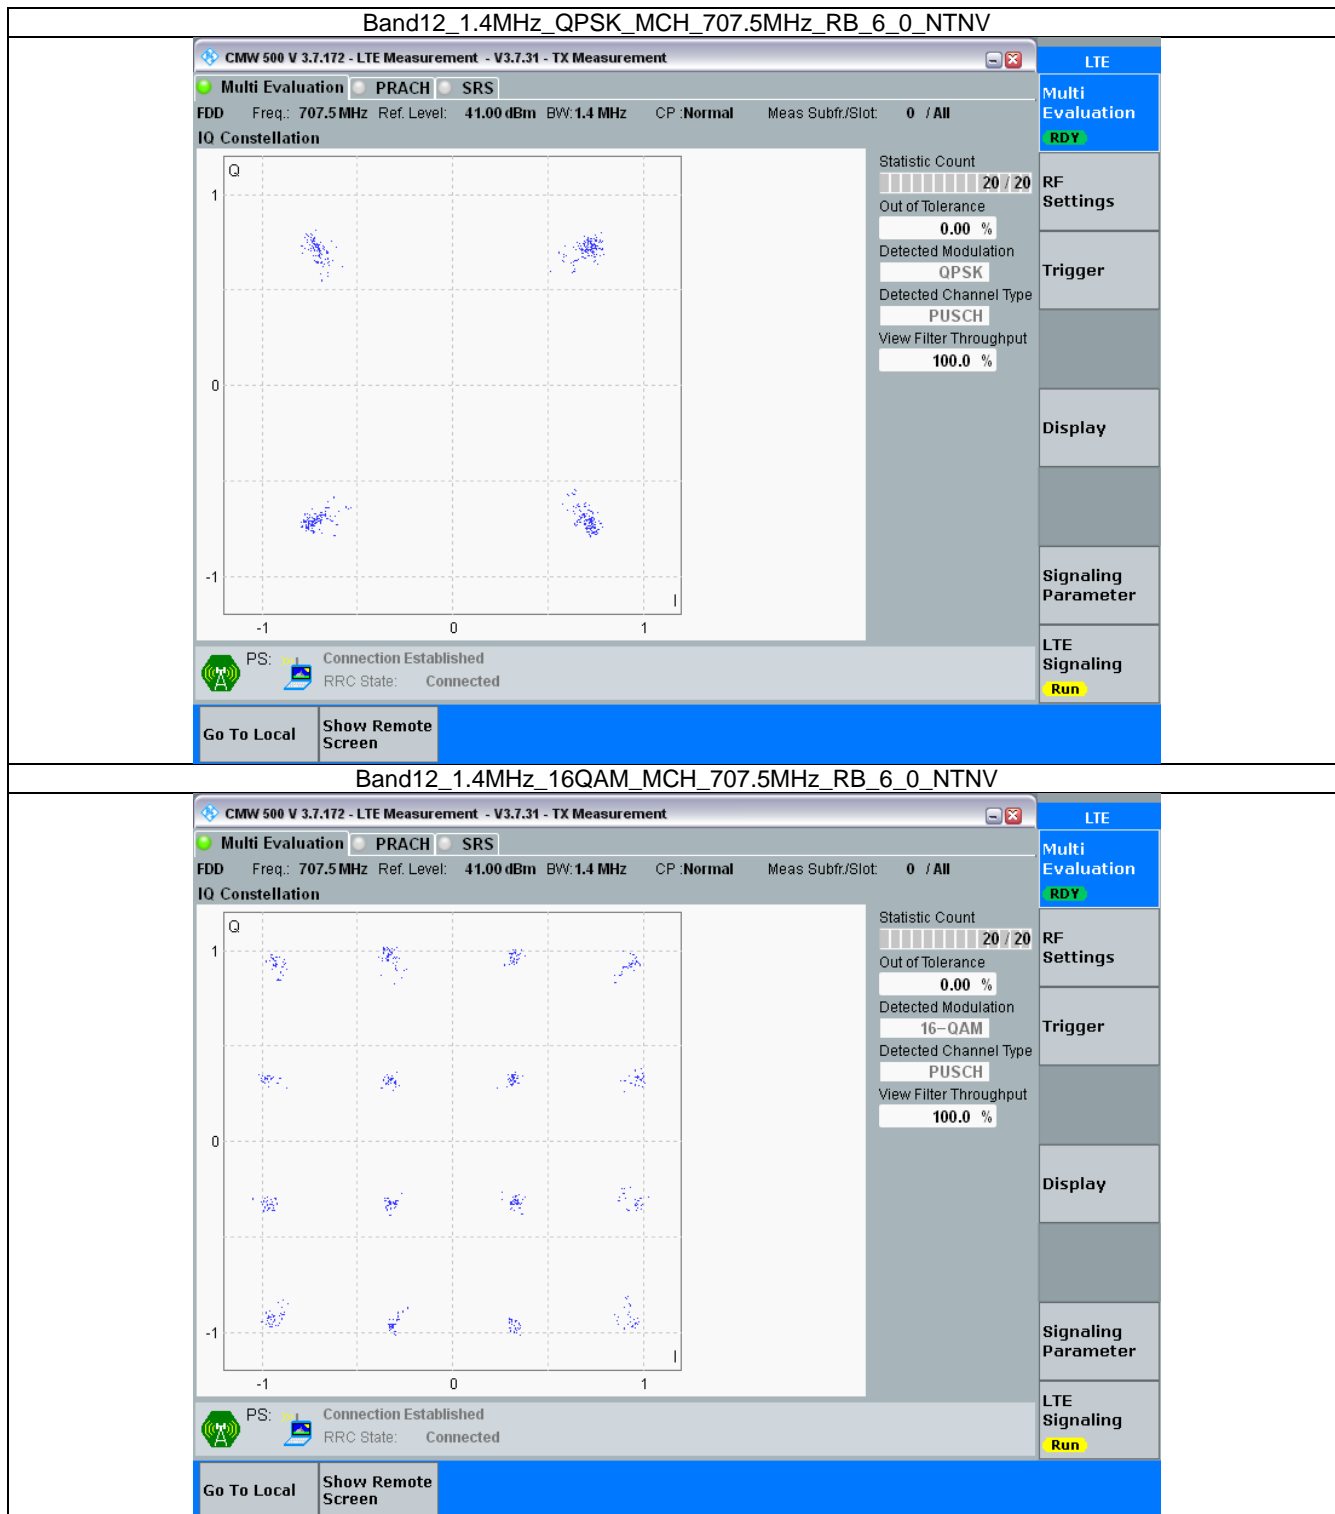 Band12_1.4MHz_QPSK_MCH_707.5MHz_RB_6_0_NTNV
CMW 500 V 3.7.172 - LTE Measurement - V3.7.31 - TX Measurement
LTE
Multi Evaluation PRACH SRS
FDD Freq.: 707.5 MHz Ref. Level: 41.00 dBm BW: 1.4 MHz CP :Normal Meas Subfr./Slot: 0 / All
IQ Constellation
Multi
Evaluation
RDY
Q
1
0
-1
-1 0 1
I
Statistic Count
20 / 20
Out of Tolerance
0.00 %
Detected Modulation
QPSK
Detected Channel Type
PUSCH
View Filter Throughput
100.0 %
RF
Settings
Trigger
Display
Signaling
Parameter
LTE
Signaling
Run
PS: Connection Established
RRC State: Connected
Go To Local
Show Remote
Screen
Band12_1.4MHz_16QAM_MCH_707.5MHz_RB_6_0_NTNV
CMW 500 V 3.7.172 - LTE Measurement - V3.7.31 - TX Measurement
LTE
Multi Evaluation PRACH SRS
FDD Freq.: 707.5 MHz Ref. Level: 41.00 dBm BW: 1.4 MHz CP :Normal Meas Subfr./Slot: 0 / All
IQ Constellation
Multi
Evaluation
RDY
Q
1
0
-1
-1 0 1
I
Statistic Count
20 / 20
Out of Tolerance
0.00 %
Detected Modulation
16-QAM
Detected Channel Type
PUSCH
View Filter Throughput
100.0 %
RF
Settings
Trigger
Display
Signaling
Parameter
LTE
Signaling
Run
PS: Connection Established
RRC State: Connected
Go To Local
Show Remote
Screen